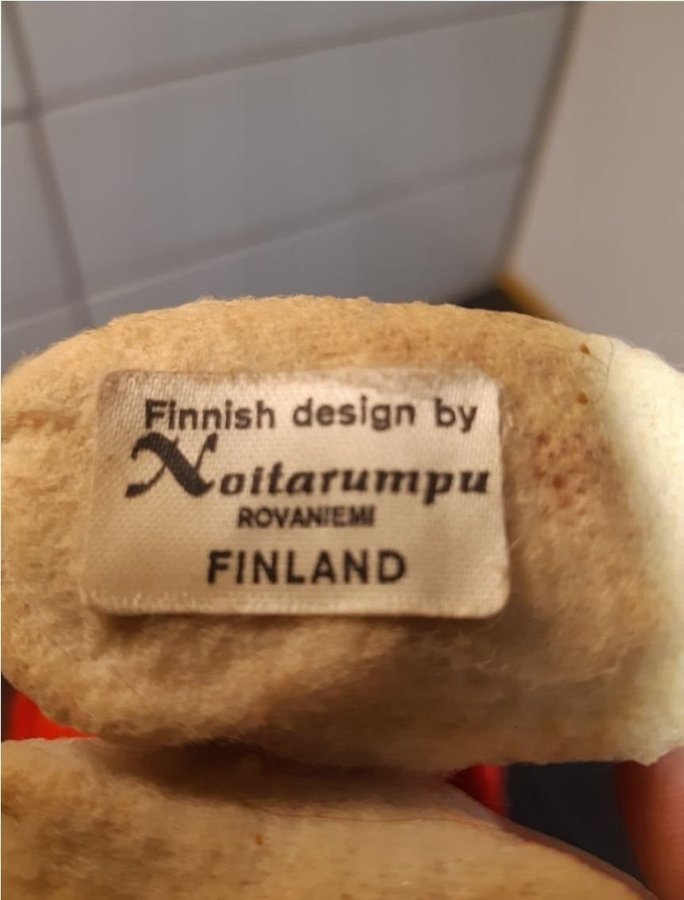 Finnish design by
Noitarumpu
ROVANIEMI
FINLAND